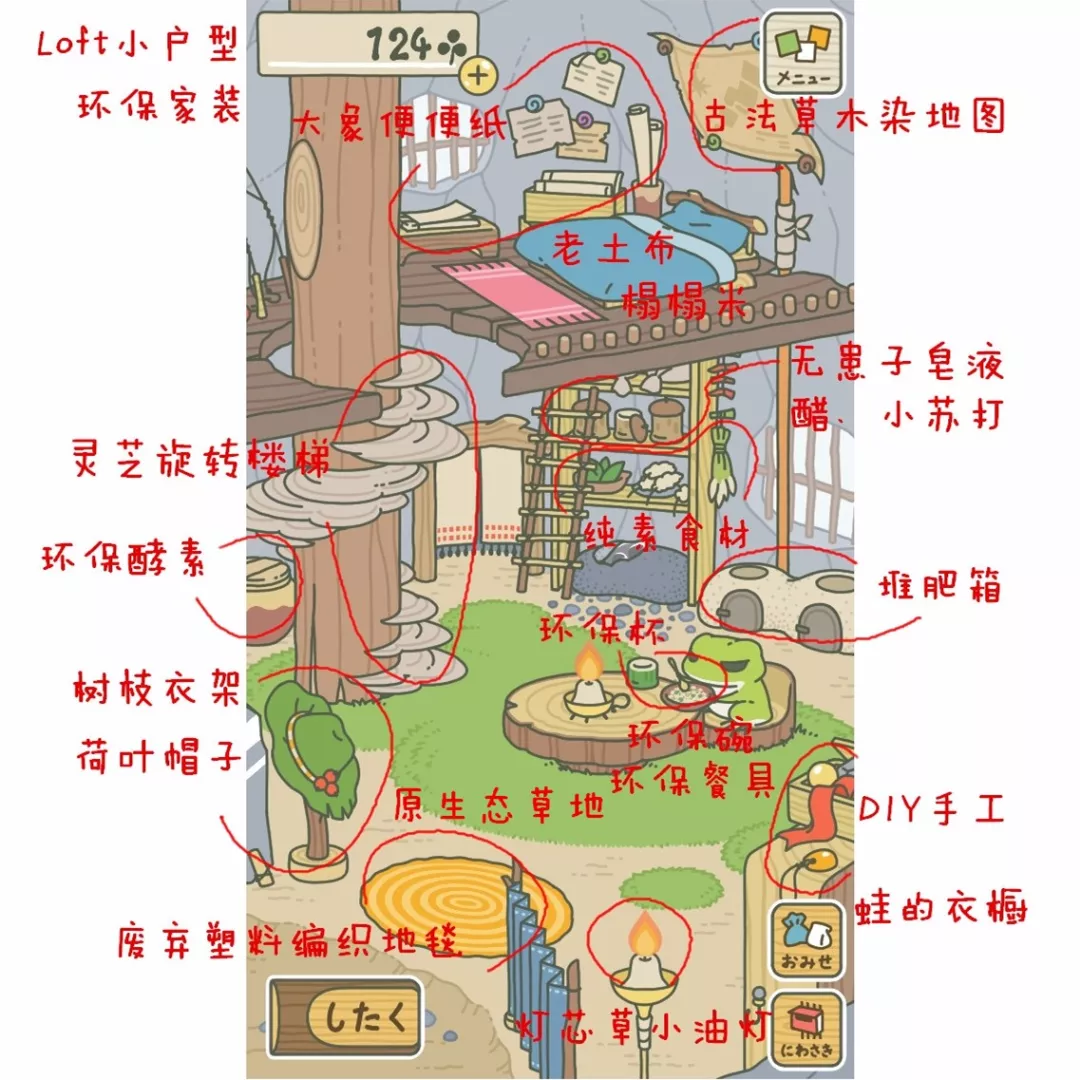 Loft小户型
环保家装
124
メニュー
大象便便纸
古法草木染地图
老土布
榻榻米
无患子皂液
醋、小苏打
灵芝旋转楼梯
纯素食材
环保酵素
堆肥箱
环保杯
树枝衣架
荷叶帽子
环保碗
环保餐具
原生态草地
DIY手工
蛙的衣橱
废弃塑料编织地毯
おみせ
したく
灯芯草小油灯
にわさき